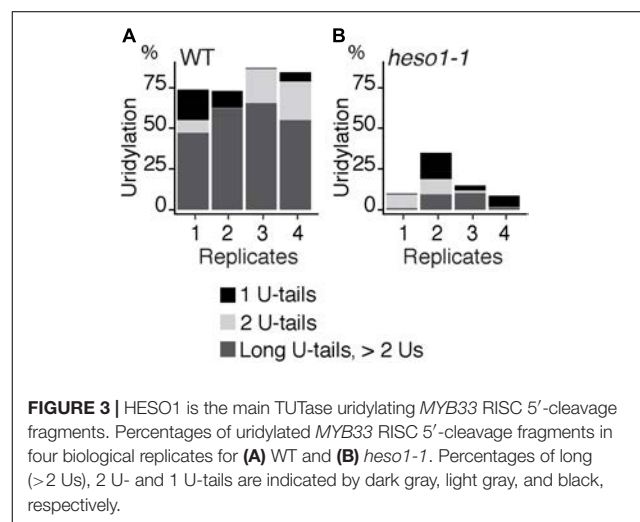 A
WT
B
heso1-1
%
75
50
25
0
Uridylation
1 2 3 4
Replicates
%
75
50
25
0
Uridylation
1 2 3 4
Replicates
1 U-tails
2 U-tails
Long U-tails, > 2 Us
FIGURE 3 | HESO1 is the main TUTase uridylating MYB33 RISC 5′-cleavage
fragments. Percentages of uridylated MYB33 RISC 5′-cleavage fragments in
four biological replicates for (A) WT and (B) heso1-1. Percentages of long
(>2 Us), 2 U- and 1 U-tails are indicated by dark gray, light gray, and black,
respectively.